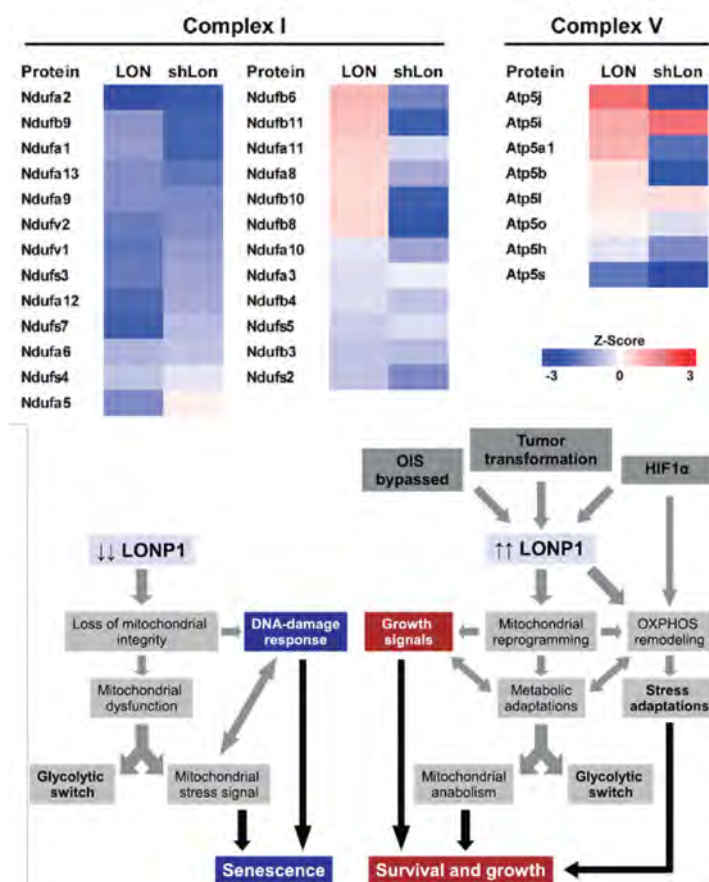 Complex I
Complex V
Protein LON shLon
Ndufa2
Ndufb9
Ndufa1
Ndufa13
Ndufa9
Ndufv2
Ndufv1
Ndufs3
Ndufa12
Ndufs7
Ndufa6
Ndufs4
Ndufa5
Protein LON shLon
Ndufb6
Ndufb11
Ndufa11
Ndufa8
Ndufb10
Ndufb8
Ndufa10
Ndufa3
Ndufb4
Ndufs5
Ndufb3
Ndufs2
Protein LON shLon
Atp5j
Atp5i
Atp5a1
Atp5b
Atp5l
Atp5o
Atp5h
Atp5s
Z-Score
-3 0 3
OIS
bypassed
Tumor
transformation
HIF1α
↓↓ LONP1
↑↑ LONP1
Loss of mitochondrial
integrity
DNA-damage
response
Growth
signals
Mitochondrial
reprogramming
OXPHOS
remodeling
Mitochondrial
dysfunction
Metabolic
adaptations
Stress
adaptations
Glycolytic
switch
Mitochondrial
stress signal
Mitochondrial
anabolism
Glycolytic
switch
Senescence
Survival and growth